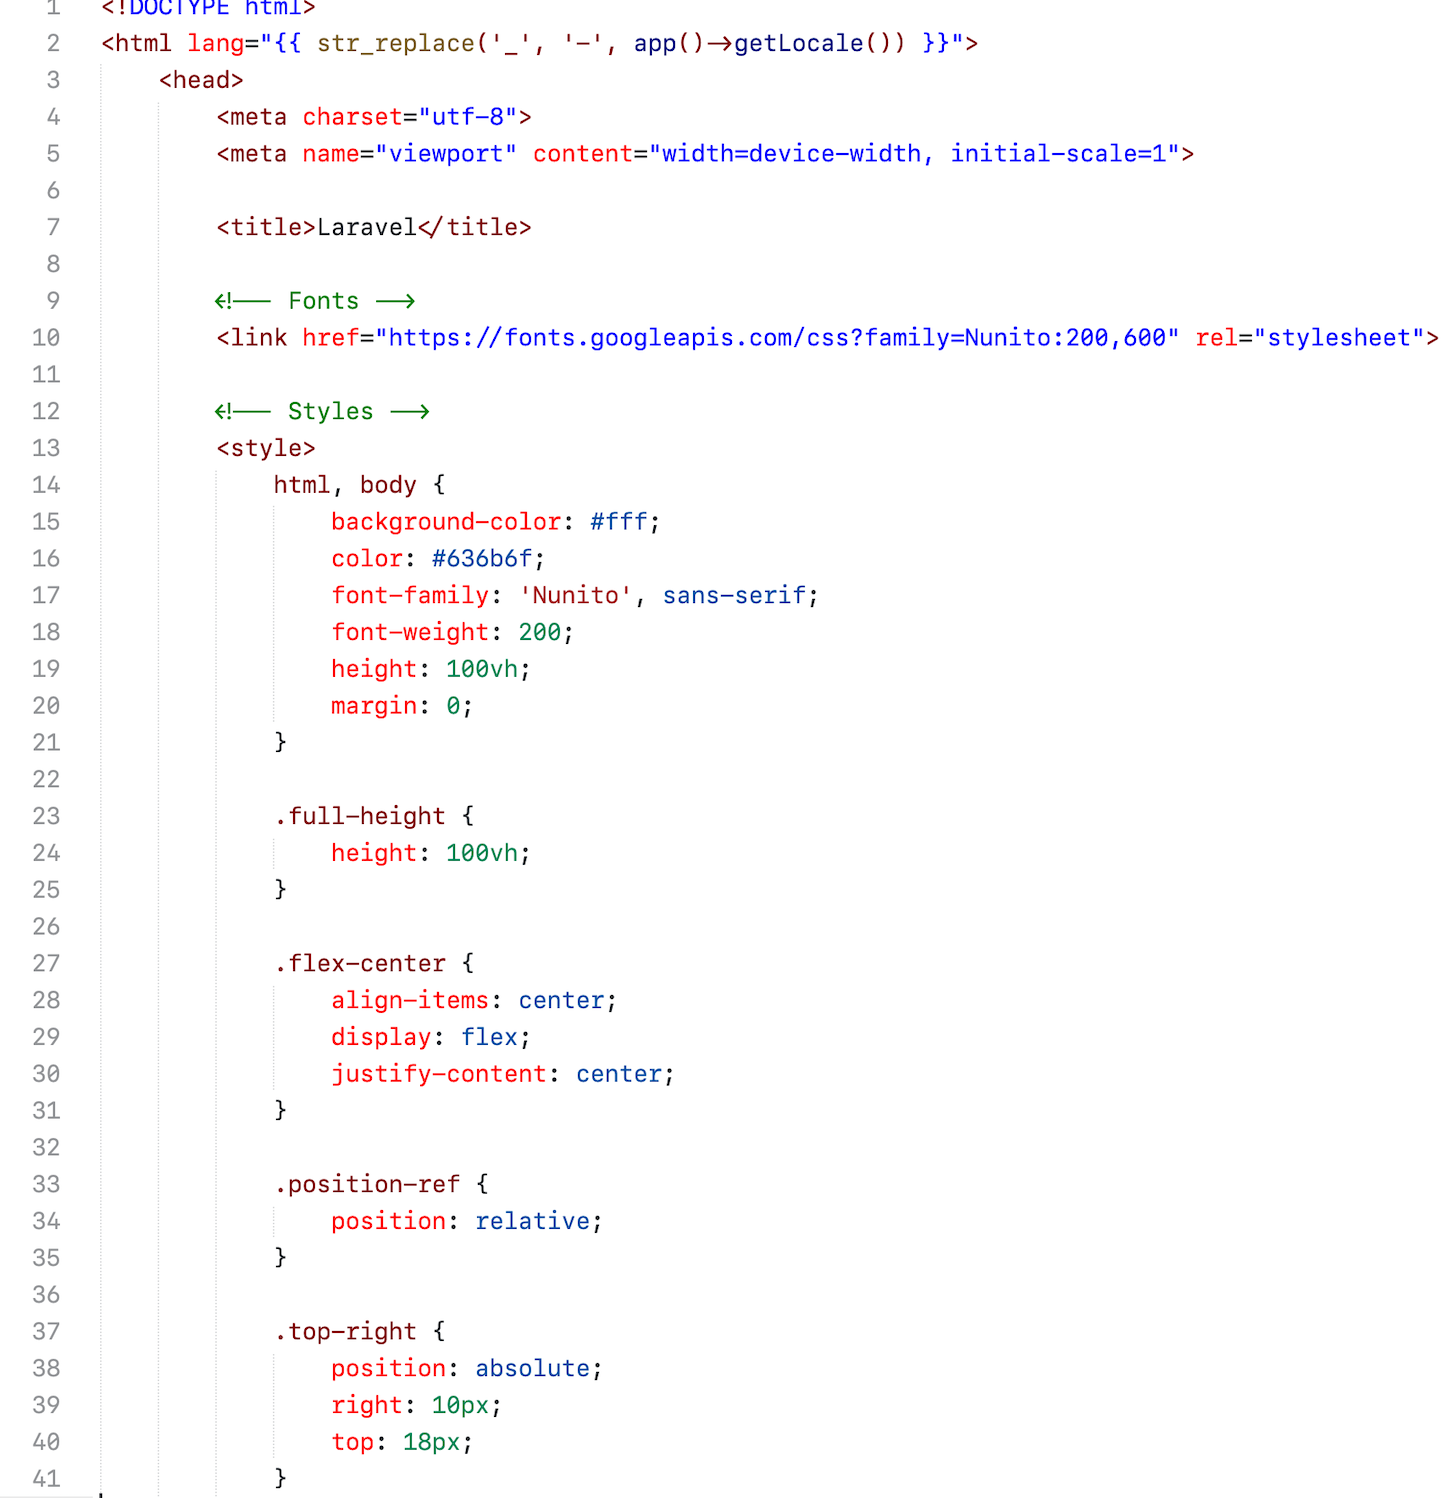 1 <!DOCTYPE html>
2 <html lang="{{ str_replace('_', '-', app()->getLocale()) }}">
3     <head>
4         <meta charset="utf-8">
5         <meta name="viewport" content="width=device-width, initial-scale=1">
6
7         <title>Laravel</title>
8
9         <!-- Fonts -->
10         <link href="https://fonts.googleapis.com/css?family=Nunito:200,600" rel="stylesheet">
11
12         <!-- Styles -->
13         <style>
14             html, body {
15                 background-color: #fff;
16                 color: #636b6f;
17                 font-family: 'Nunito', sans-serif;
18                 font-weight: 200;
19                 height: 100vh;
20                 margin: 0;
21             }
22
23             .full-height {
24                 height: 100vh;
25             }
26
27             .flex-center {
28                 align-items: center;
29                 display: flex;
30                 justify-content: center;
31             }
32
33             .position-ref {
34                 position: relative;
35             }
36
37             .top-right {
38                 position: absolute;
39                 right: 10px;
40                 top: 18px;
41             }